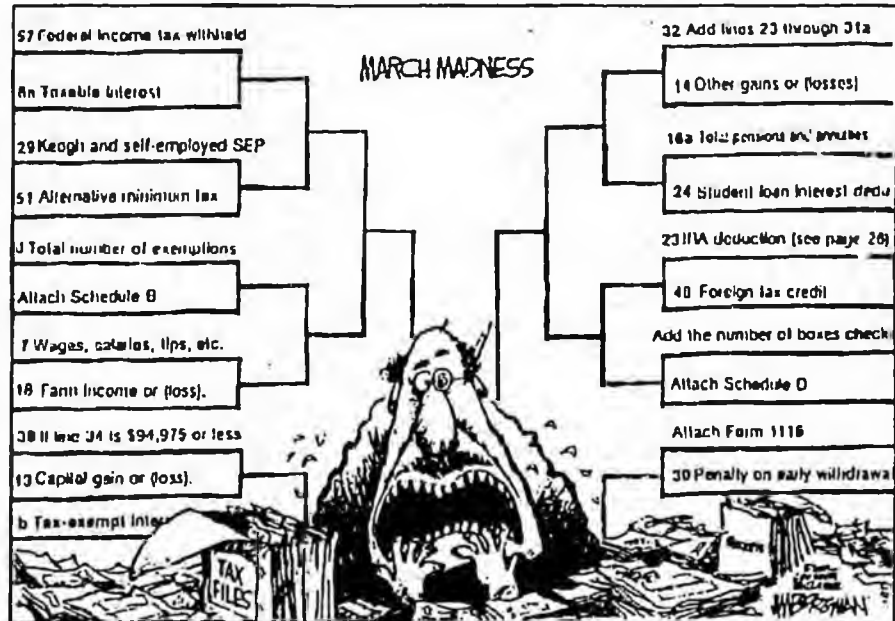 MARCH MADNESS
57 Federal income tax withheld
8a Taxable interest
29 Keogh and self-employed SEP
51 Alternative minimum tax
Total number of exemptions
Attach Schedule B
7 Wages, salaries, tips, etc.
18 Farm income or (loss).
38 If line 34 is $94,975 or less
13 Capital gain or (loss).
b Tax-exempt inter
32 Add lines 23 through 31a
14 Other gains or (losses)
16a Total pensions and annuities
24 Student loan interest dedu
23 IRA deduction (see page 26)
40 Foreign tax credit
Add the number of boxes check
Attach Schedule D
Attach Form 1116
30 Penalty on early withdrawa
TAX
FILES